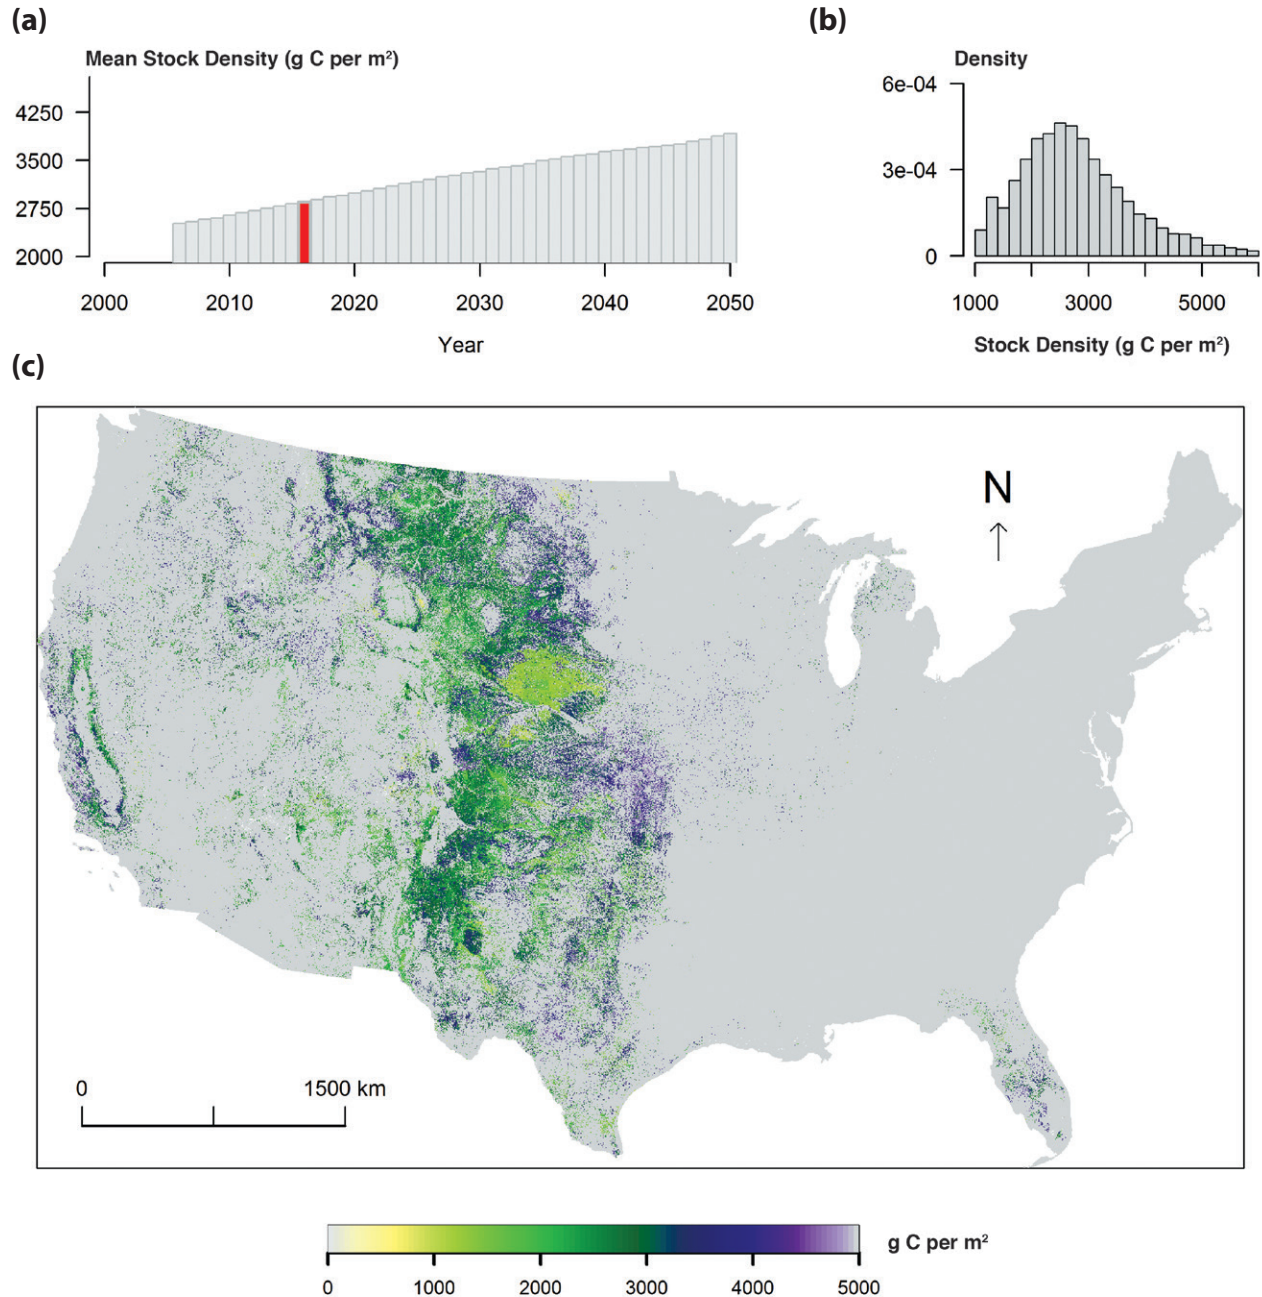 (a)
Mean Stock Density (g C per m²)
4250
3500
2750
2000
2000 2010 2020 2030 2040 2050
Year
(b)
Density
6e-04
3e-04
0
1000 3000 5000
Stock Density (g C per m²)
(c)
N
0 1500 km
g C per m²
0 1000 2000 3000 4000 5000